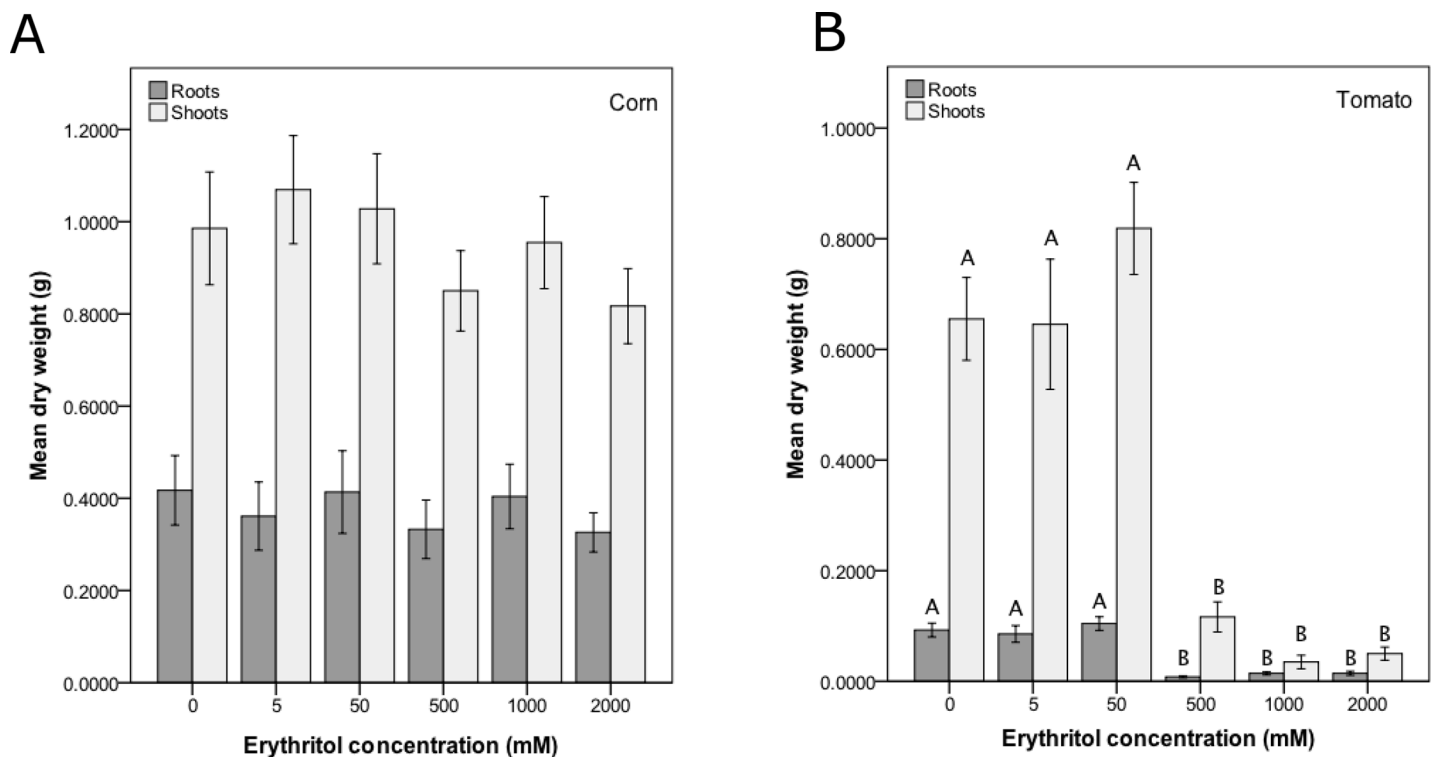 A
Roots
Shoots
Corn
Mean dry weight (g)
1.2000
1.0000
0.8000
0.6000
0.4000
0.2000
0.0000
0 5 50 500 1000 2000
Erythritol concentration (mM)
B
Roots
Shoots
Tomato
Mean dry weight (g)
1.0000
0.8000
0.6000
0.4000
0.2000
0.0000
A A A A A A B B B B B B
0 5 50 500 1000 2000
Erythritol concentration (mM)